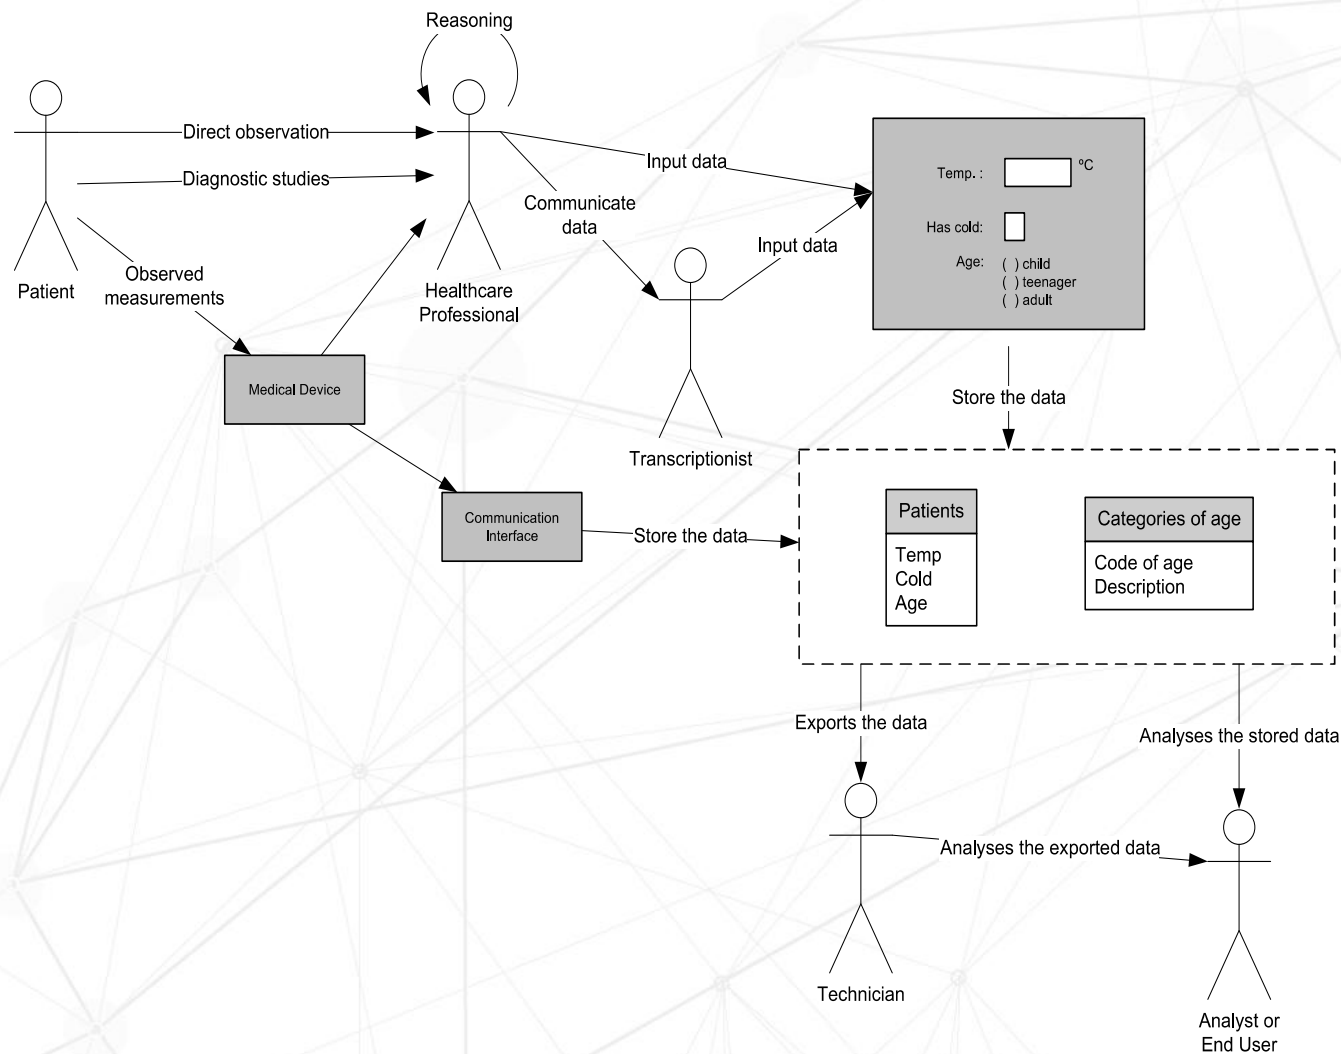 Reasoning
Direct observation
Diagnostic studies
Patient
Observed
measurements
Healthcare
Professional
Medical Device
Communication
Interface
Input data
Communicate
data
Input data
Transcriptionist
Temp. :
ºC
Has cold:
Age:
( ) child
( ) teenager
( ) adult
Store the data
Store the data
Patients
Temp
Cold
Age
Categories of age
Code of age
Description
Exports the data
Analyses the stored data
Analyses the exported data
Technician
Analyst or
End User